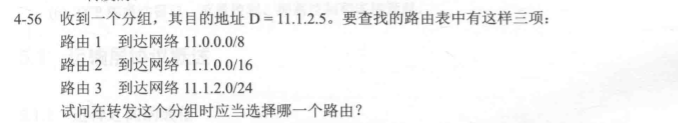 4-56 收到一个分组，其目的地址 D = 11.1.2.5。要查找的路由表中有这样三项：
路由 1 到达网络 11.0.0.0/8
路由 2 到达网络 11.1.0.0/16
路由 3 到达网络 11.1.2.0/24
试问在转发这个分组时应当选择哪一个路由？